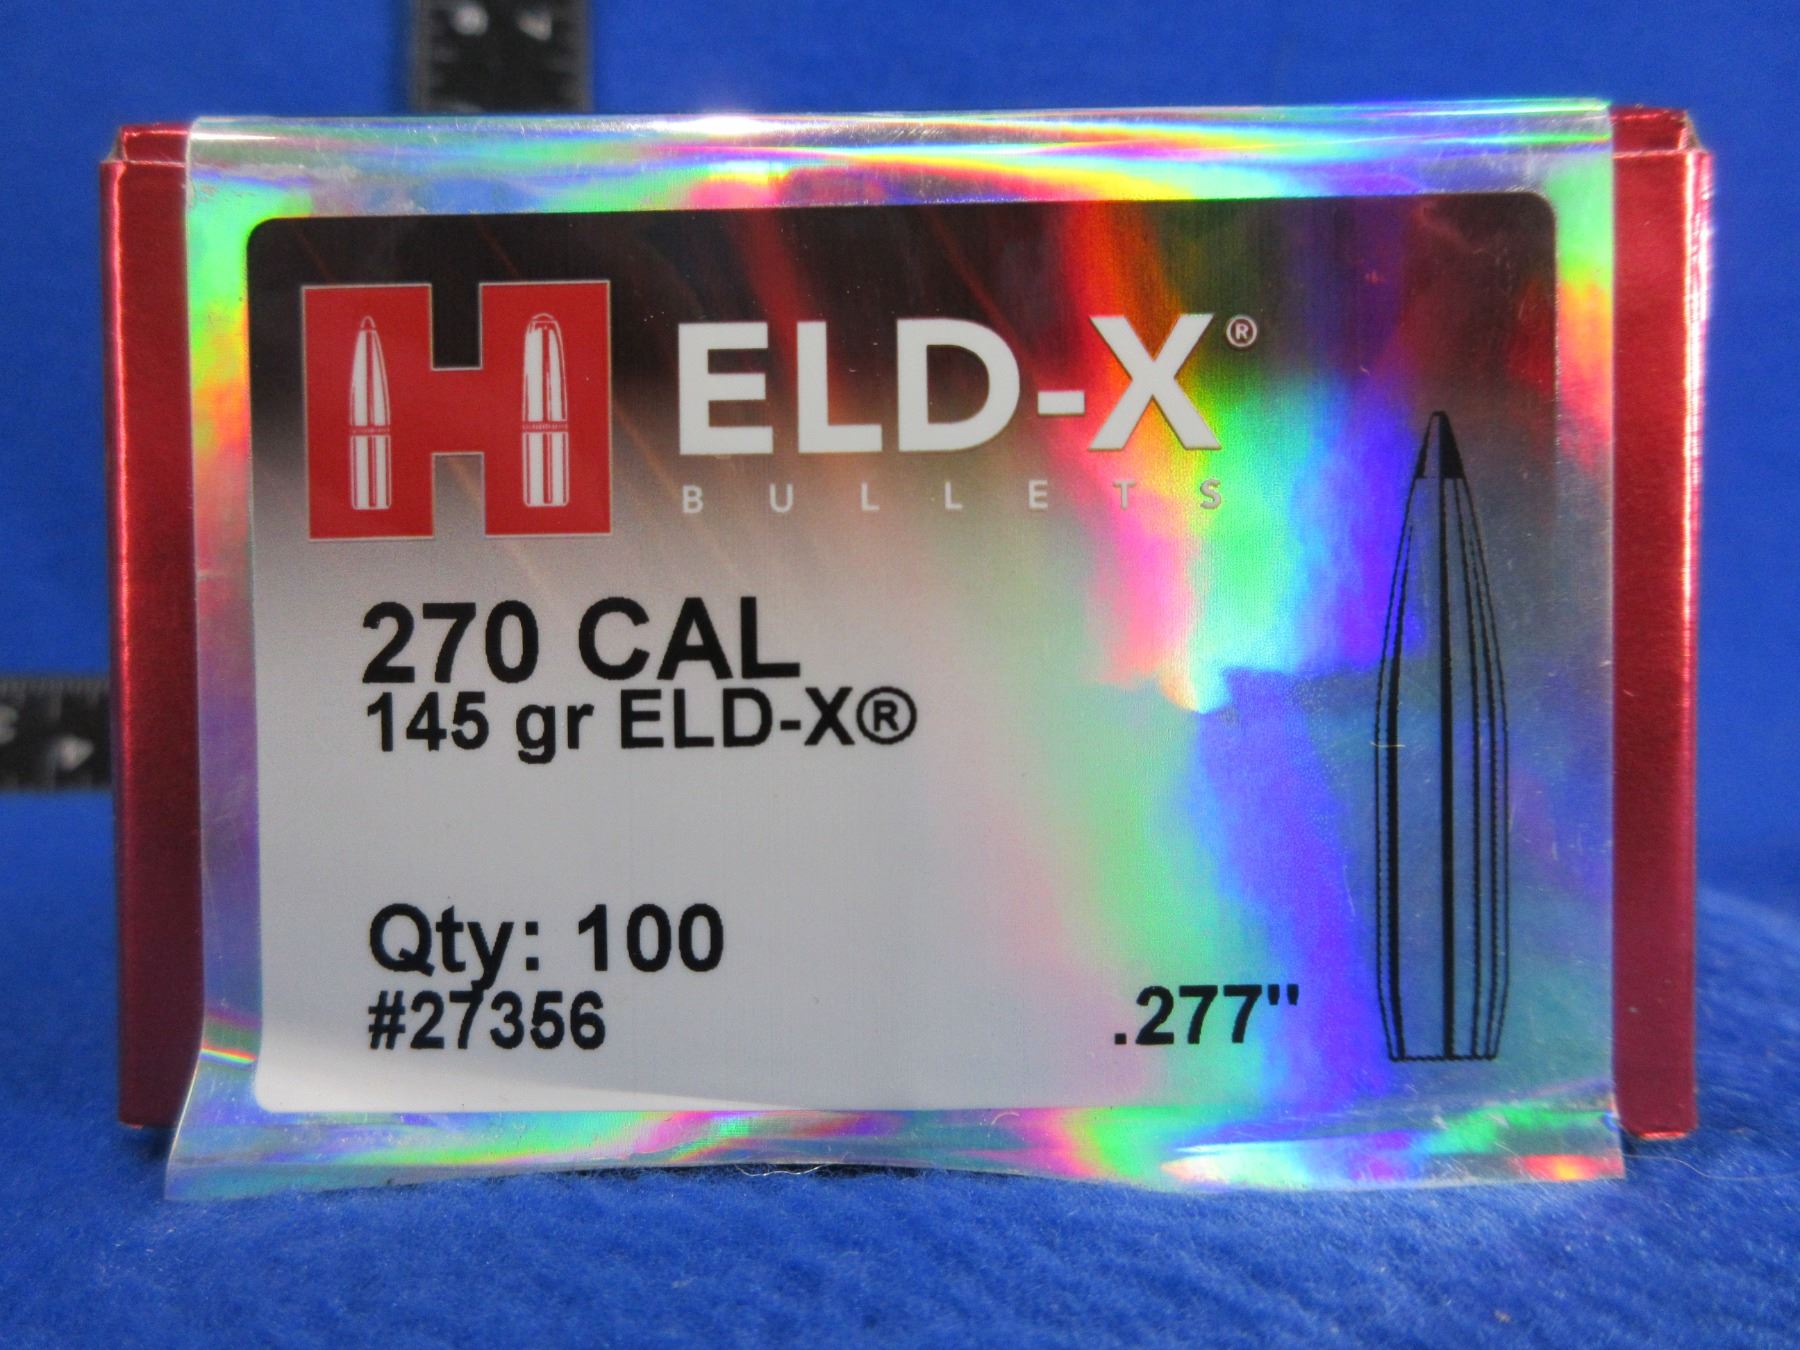 H ELD-X®
BULLETS
270 CAL
145 gr ELD-X®
Qty: 100
#27356
.277"